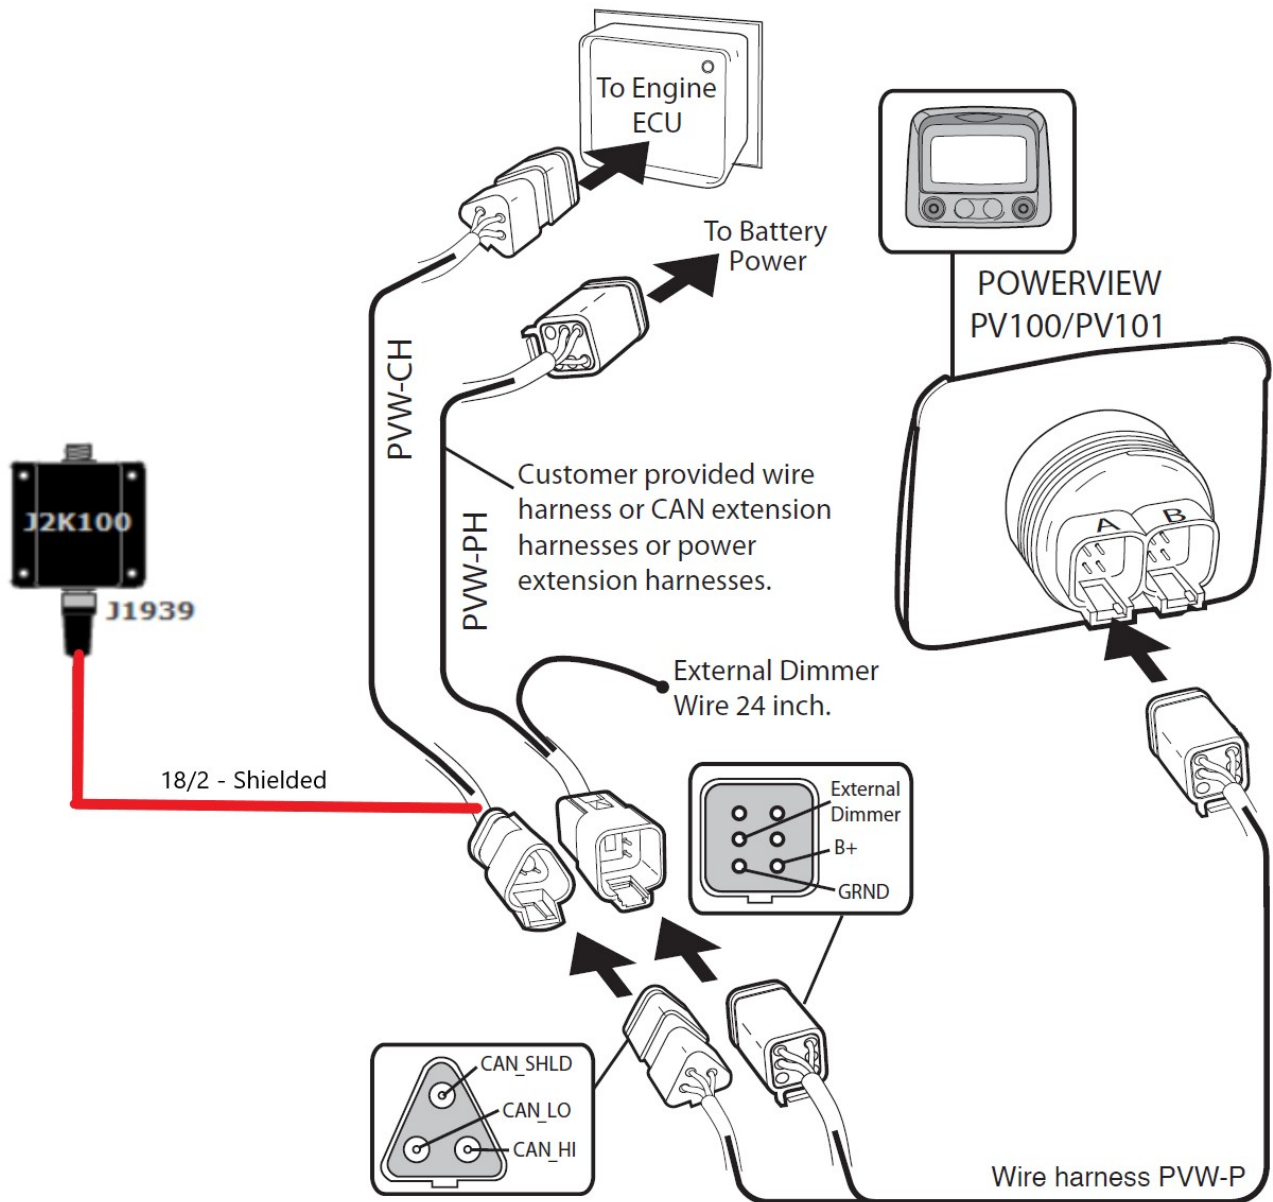 To Engine
ECU
To Battery
Power
POWERVIEW
PV100/PV101
PVW-CH
PVW-PH
Customer provided wire
harness or CAN extension
harnesses or power
extension harnesses.
A
B
J2K100
J1939
External Dimmer
Wire 24 inch.
18/2 - Shielded
External
Dimmer
B+
GRND
CAN_SHLD
CAN_LO
CAN_HI
Wire harness PVW-P